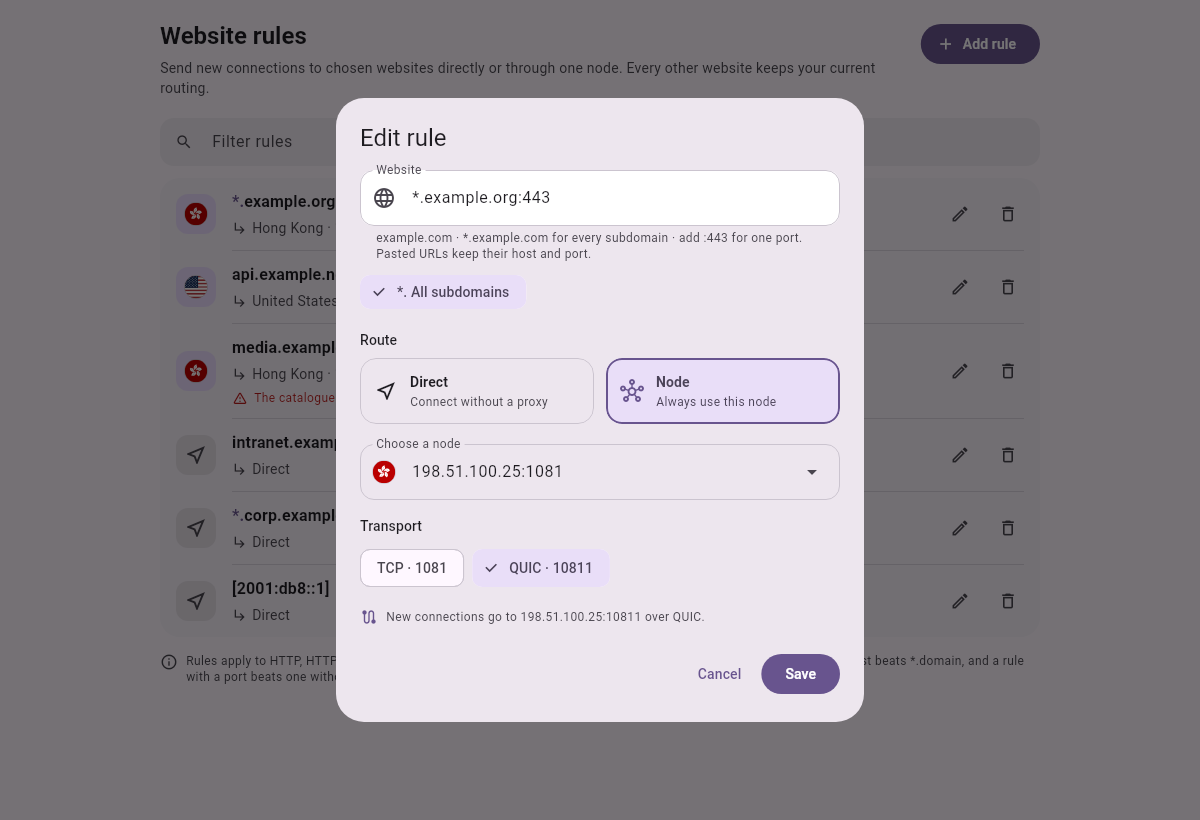 Website rules
Add rule
Send new connections to chosen websites directly or through one node. Every other website keeps your current
routing.
Filter rules
*.example.org
Hong Kong ·
api.example.n
United States
media.exampl
Hong Kong ·
The catalogue
intranet.examp
Direct
*.corp.exampl
Direct
[2001:db8::1]
Direct
Rules apply to HTTP, HTTP
st beats *.domain, and a rule
with a port beats one witho
Edit rule
Website
*.example.org:443
example.com · *.example.com for every subdomain · add :443 for one port.
Pasted URLs keep their host and port.
*. All subdomains
Route
Direct
Connect without a proxy
Node
Always use this node
Choose a node
198.51.100.25:1081
Transport
TCP · 1081
QUIC · 10811
New connections go to 198.51.100.25:10811 over QUIC.
Cancel
Save